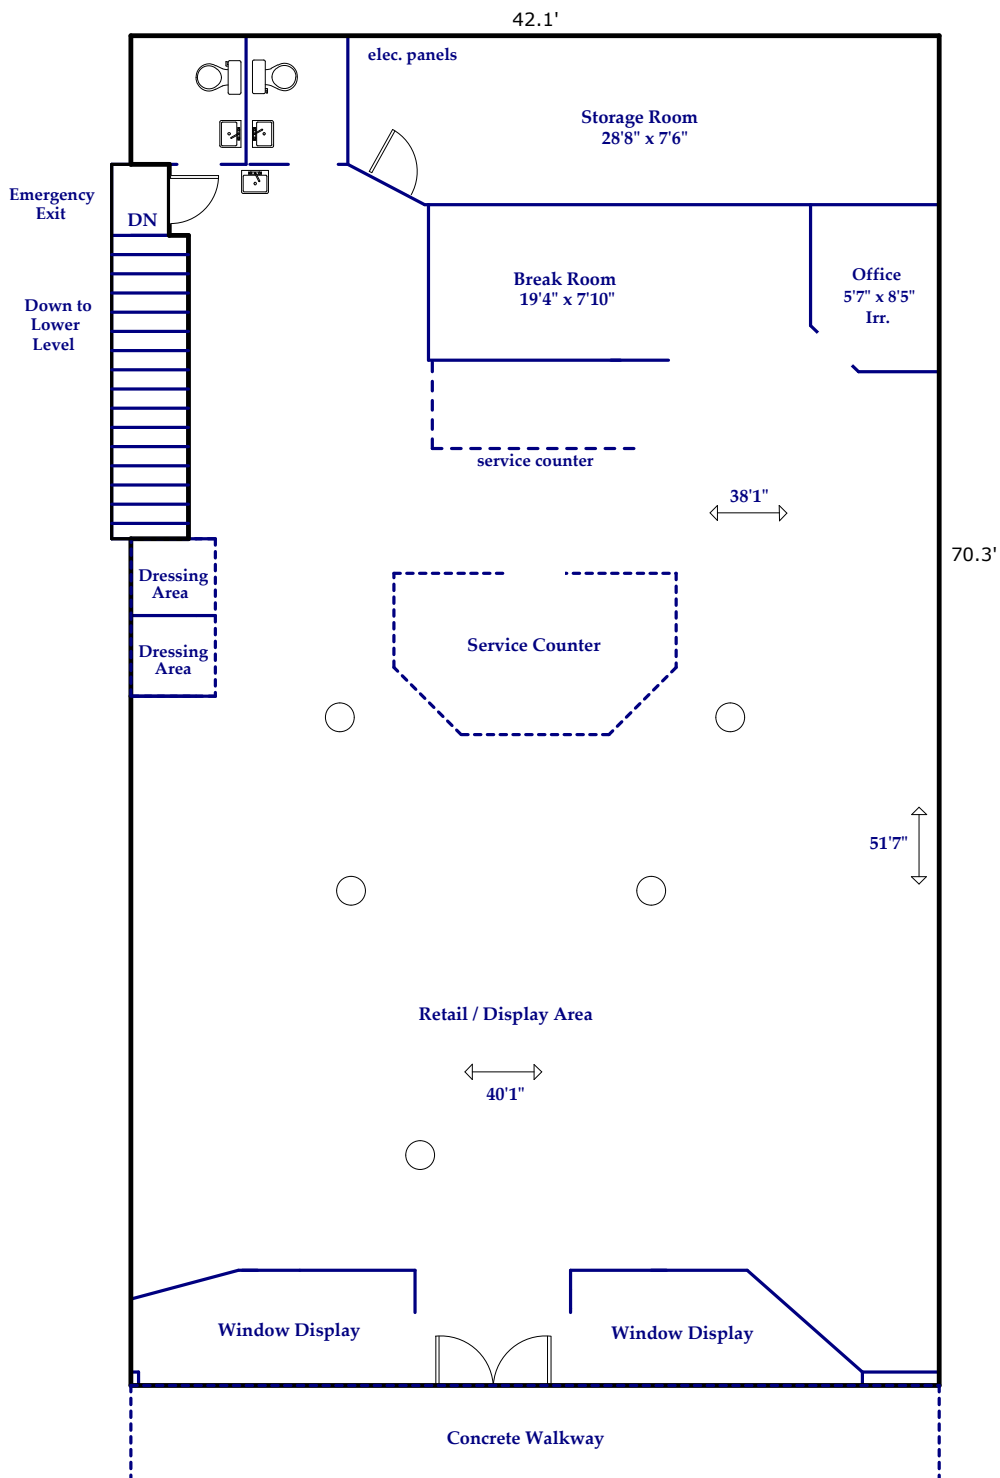 42.1'
elec. panels
Storage Room
28'8" x 7'6"
Emergency
Exit
DN
Break Room
19'4" x 7'10"
Office
5'7" x 8'5"
Irr.
Down to
Lower
Level
service counter
38'1"
70.3'
Dressing
Area
Dressing
Area
Service Counter
51'7"
Retail / Display Area
40'1"
Window Display
Window Display
Concrete Walkway